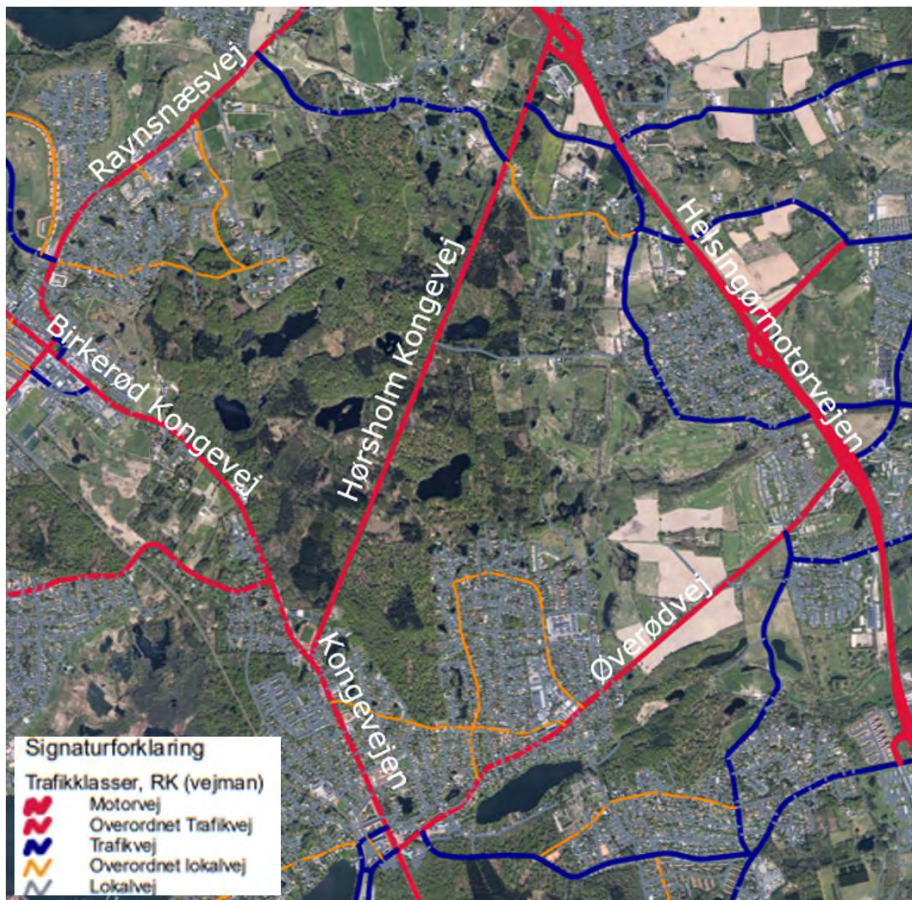 Ravnsnæsvej
Helsingørmotorvejen
Hørsholm Kongevej
Birkerød Kongevej
Øverødvej
Kongevejen
Signaturforklaring
Trafikklasser, RK (vejman)
Motorvej
Overordnet Trafikvej
Trafikvej
Overordnet lokalvej
Lokalvej